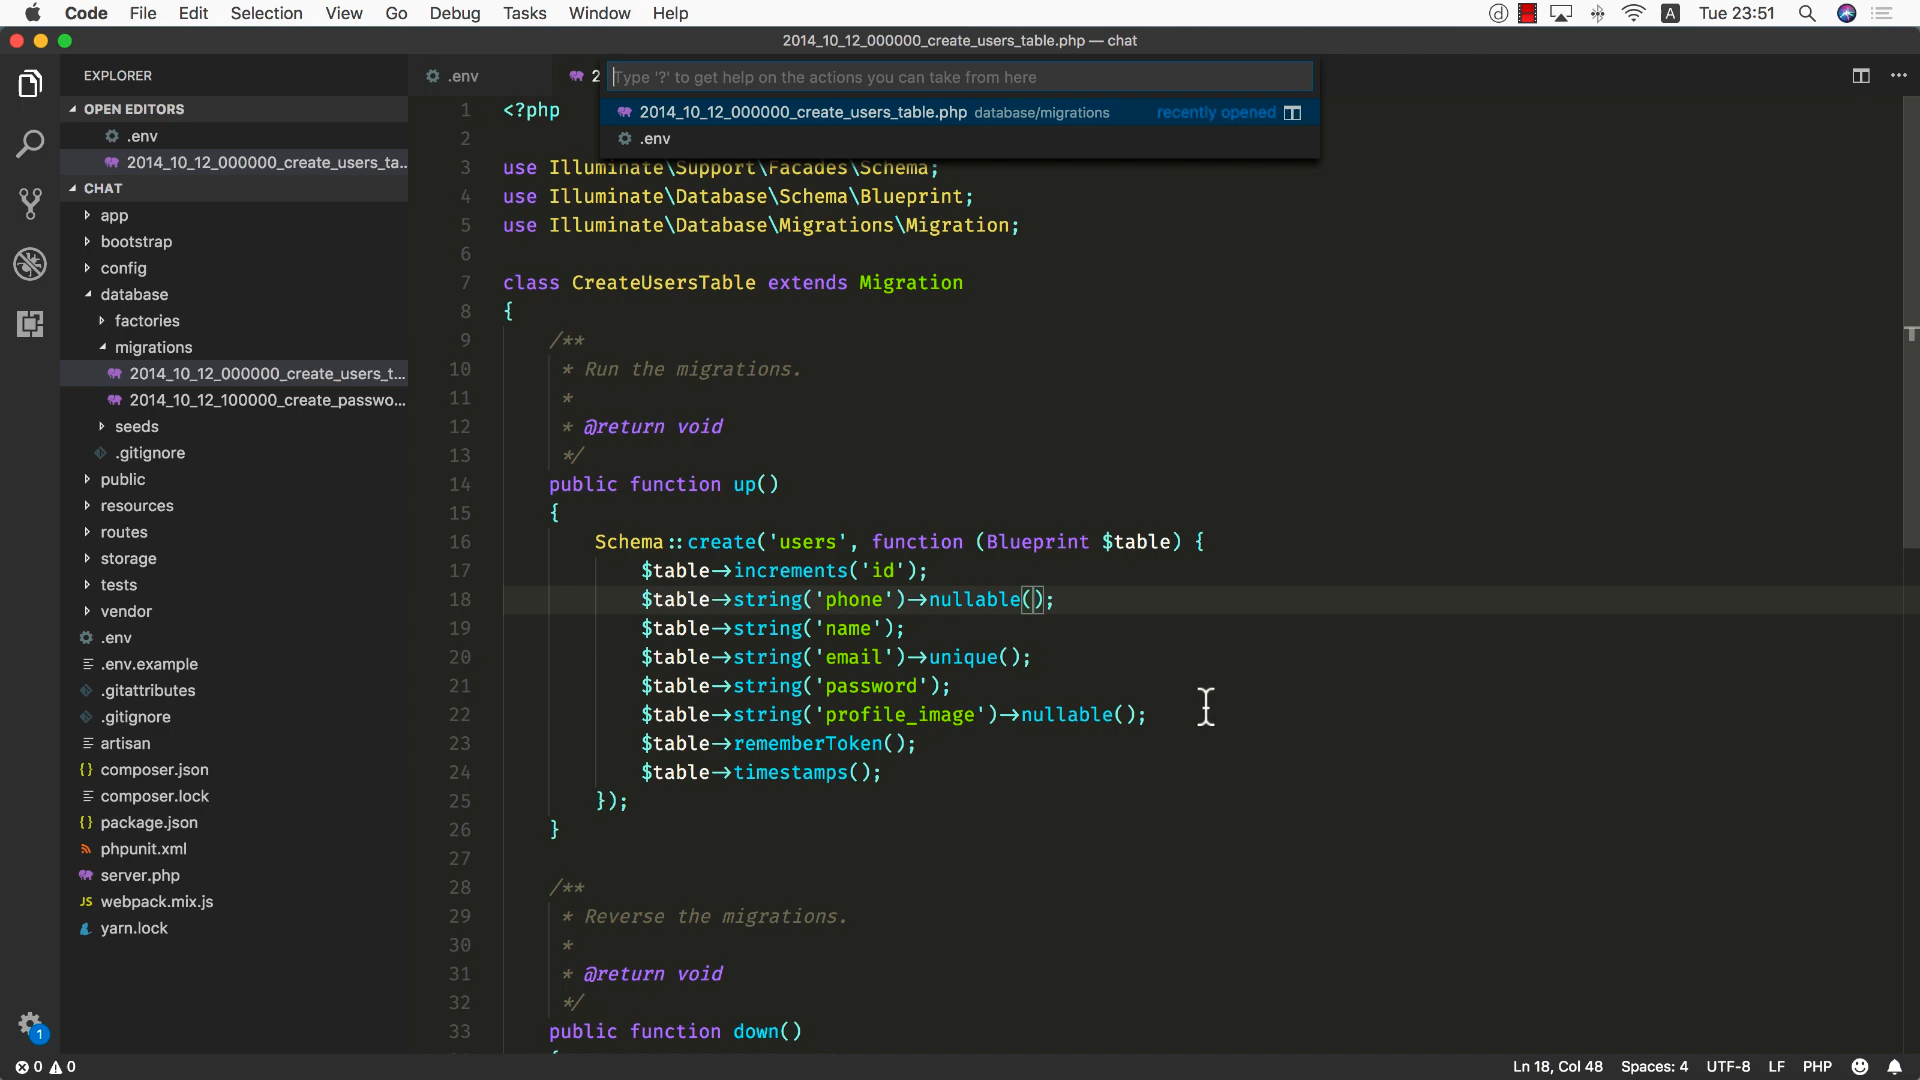 Code File Edit Selection View Go Debug Tasks Window Help
A Tue 23:51
2014_10_12_000000_create_users_table.php — chat
EXPLORER
OPEN EDITORS
.env
2014_10_12_000000_create_users_ta...
CHAT
app
bootstrap
config
database
factories
migrations
2014_10_12_000000_create_users_t...
2014_10_12_100000_create_passwo...
seeds
.gitignore
public
resources
routes
storage
tests
vendor
.env
.env.example
.gitattributes
.gitignore
artisan
composer.json
composer.lock
package.json
phpunit.xml
server.php
JS webpack.mix.js
yarn.lock
1
.env
2
Type '?' to get help on the actions you can take from here
2014_10_12_000000_create_users_table.php database/migrations recently opened
.env
1 <?php
2
3 use Illuminate\Support\Facades\Schema;
4 use Illuminate\Database\Schema\Blueprint;
5 use Illuminate\Database\Migrations\Migration;
6
7 class CreateUsersTable extends Migration
8 {
9 /**
10 * Run the migrations.
11 *
12 * @return void
13 */
14 public function up()
15 {
16 Schema::create('users', function (Blueprint $table) {
17 $table→increments('id');
18 $table→string('phone')→nullable();
19 $table→string('name');
20 $table→string('email')→unique();
21 $table→string('password');
22 $table→string('profile_image')→nullable();
23 $table→rememberToken();
24 $table→timestamps();
25 });
26 }
27
28 /**
29 * Reverse the migrations.
30 *
31 * @return void
32 */
33 public function down()
0 0
Ln 18, Col 48 Spaces: 4 UTF-8 LF PHP